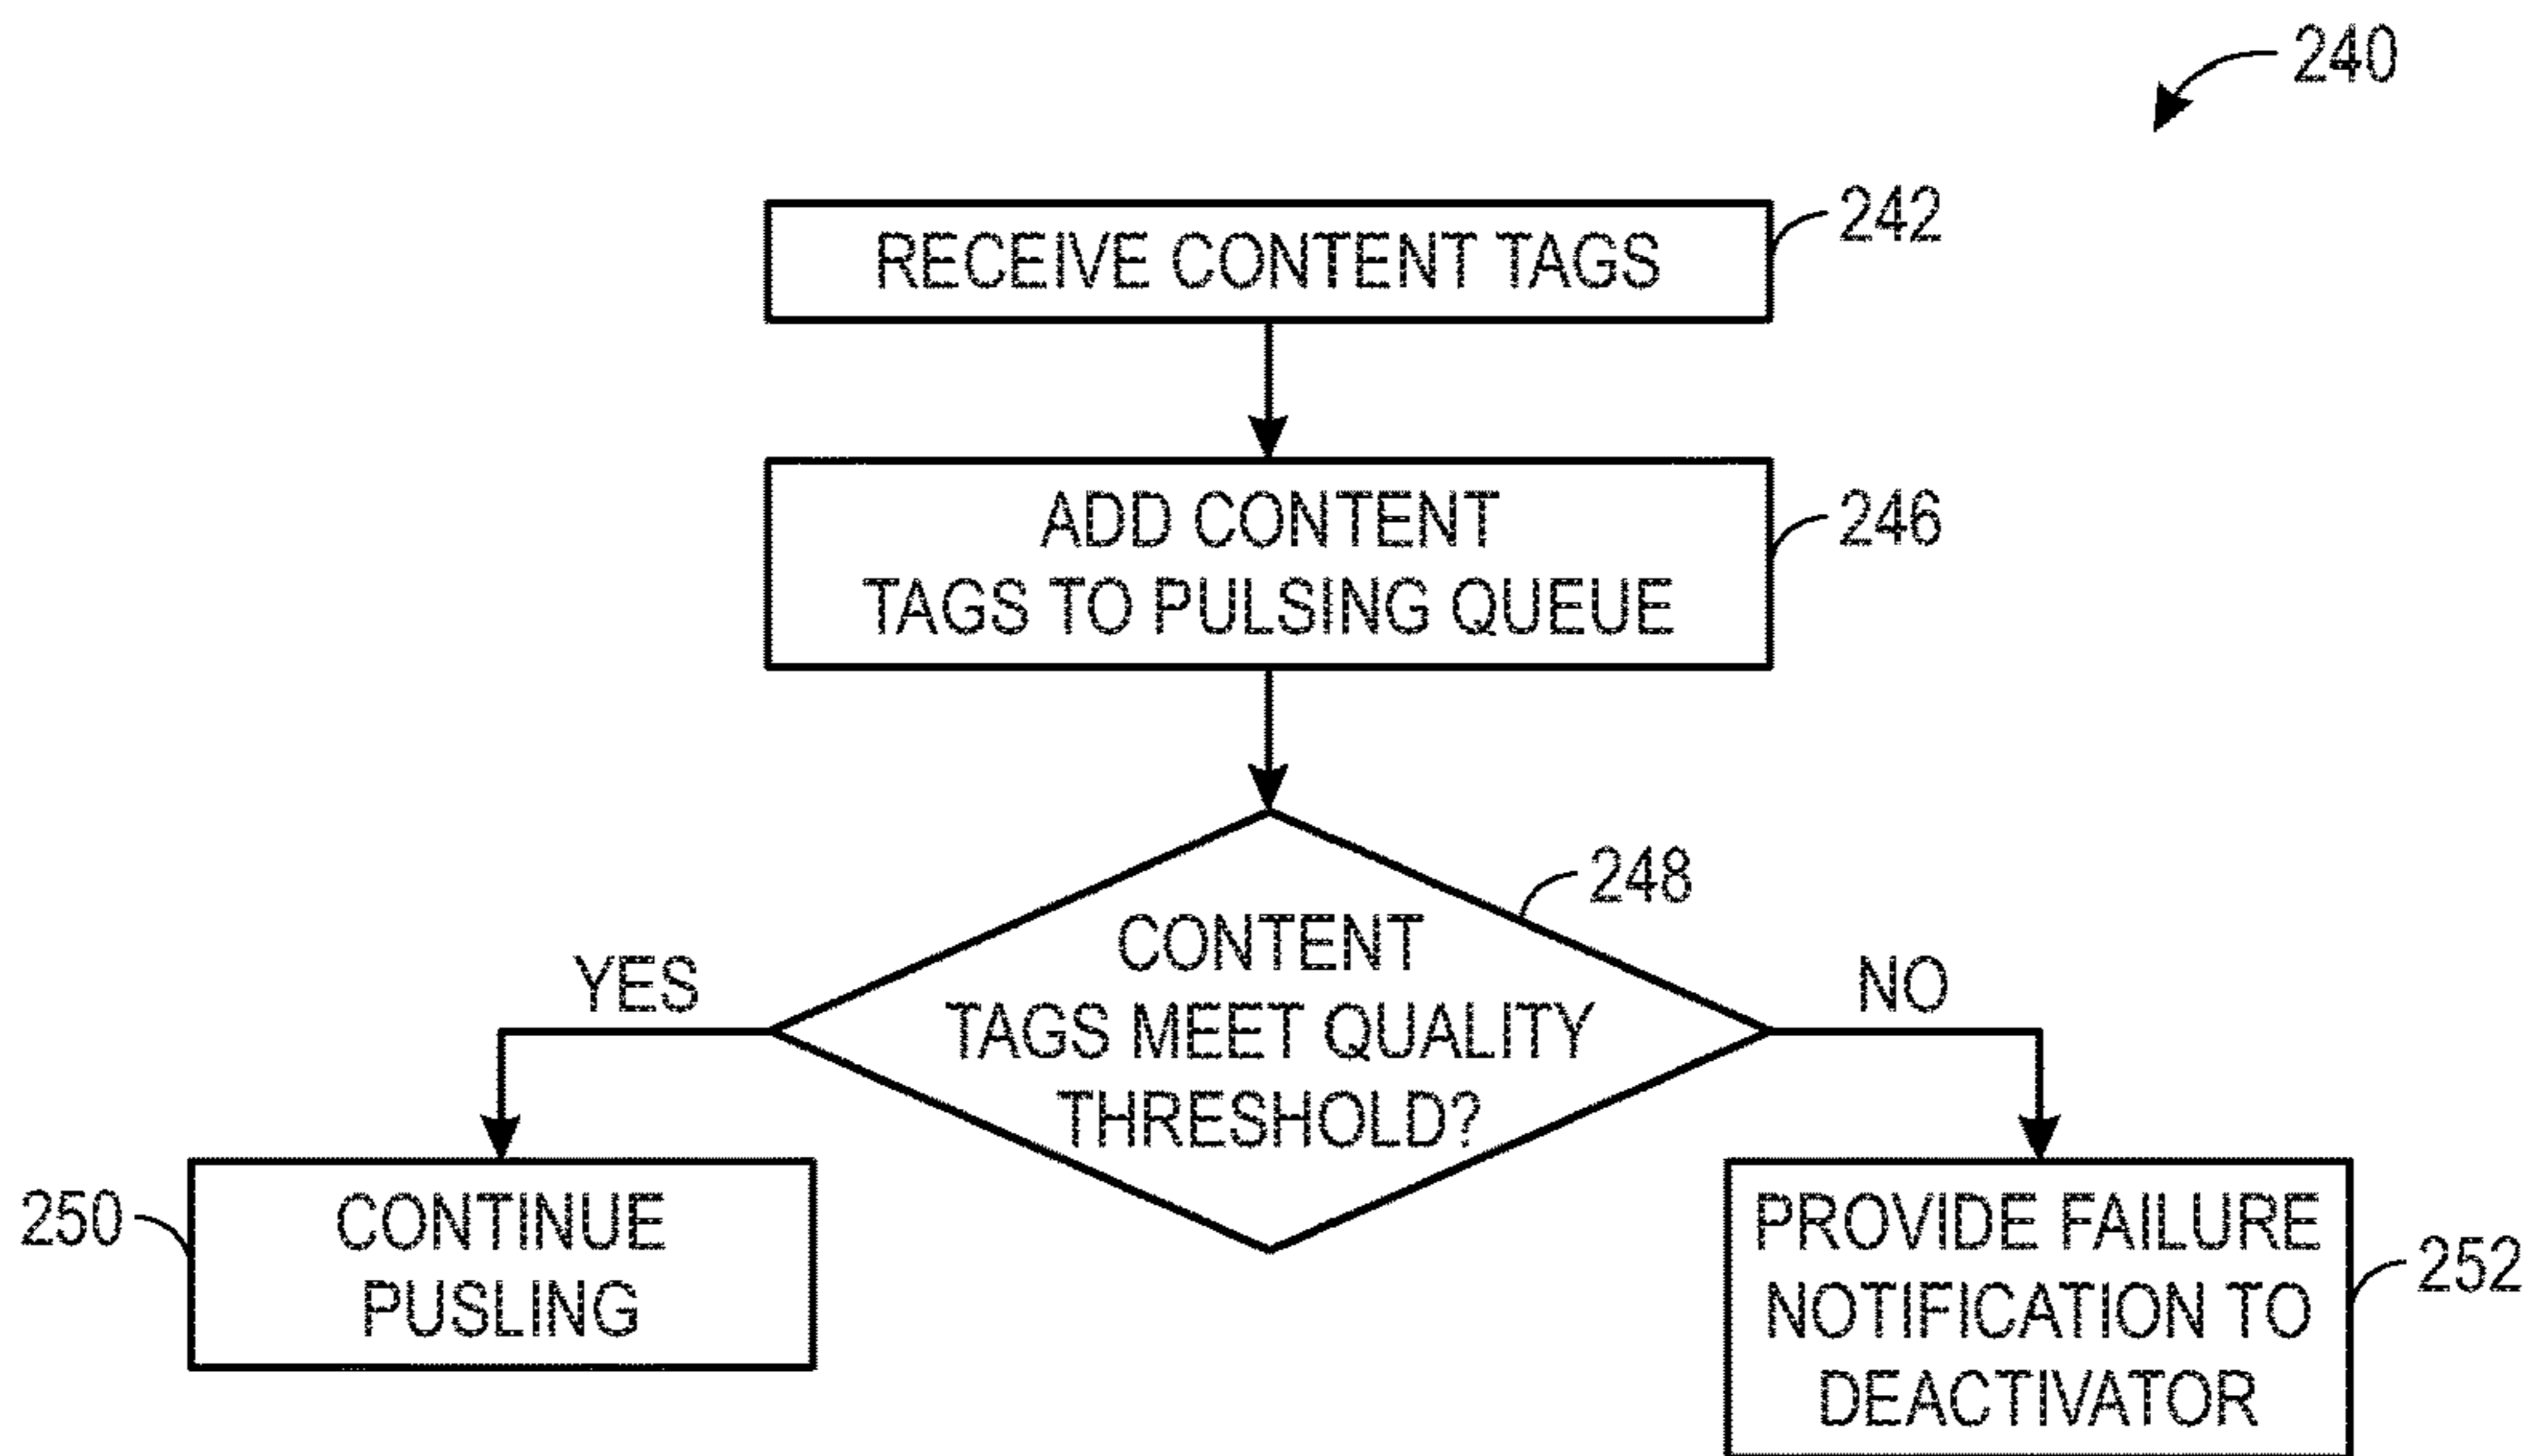 240
RECEIVE CONTENT TAGS
242
ADD CONTENT
TAGS TO PULSING QUEUE
246
248
CONTENT
TAGS MEET QUALITY
THRESHOLD?
YES
NO
250
CONTINUE
PUSLING
PROVIDE FAILURE
NOTIFICATION TO
DEACTIVATOR
252